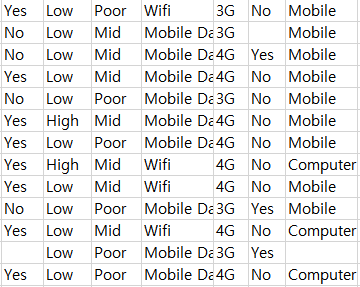 Yes Low Poor Wifi 3G No Mobile
No Low Mid Mobile Da 3G Mobile
No Low Mid Mobile Da 4G Yes Mobile
Yes Low Mid Mobile Da 4G No Mobile
No Low Poor Mobile Da 3G No Mobile
Yes High Mid Mobile Da 4G No Mobile
Yes Low Poor Mobile Da 4G No Mobile
Yes High Mid Wifi 4G No Computer
Yes Low Mid Wifi 4G No Mobile
No Low Poor Mobile Da 3G Yes Mobile
Yes Low Mid Wifi 4G No Computer
Low Poor Mobile Da 3G Yes
Yes Low Poor Mobile Da 4G No Computer